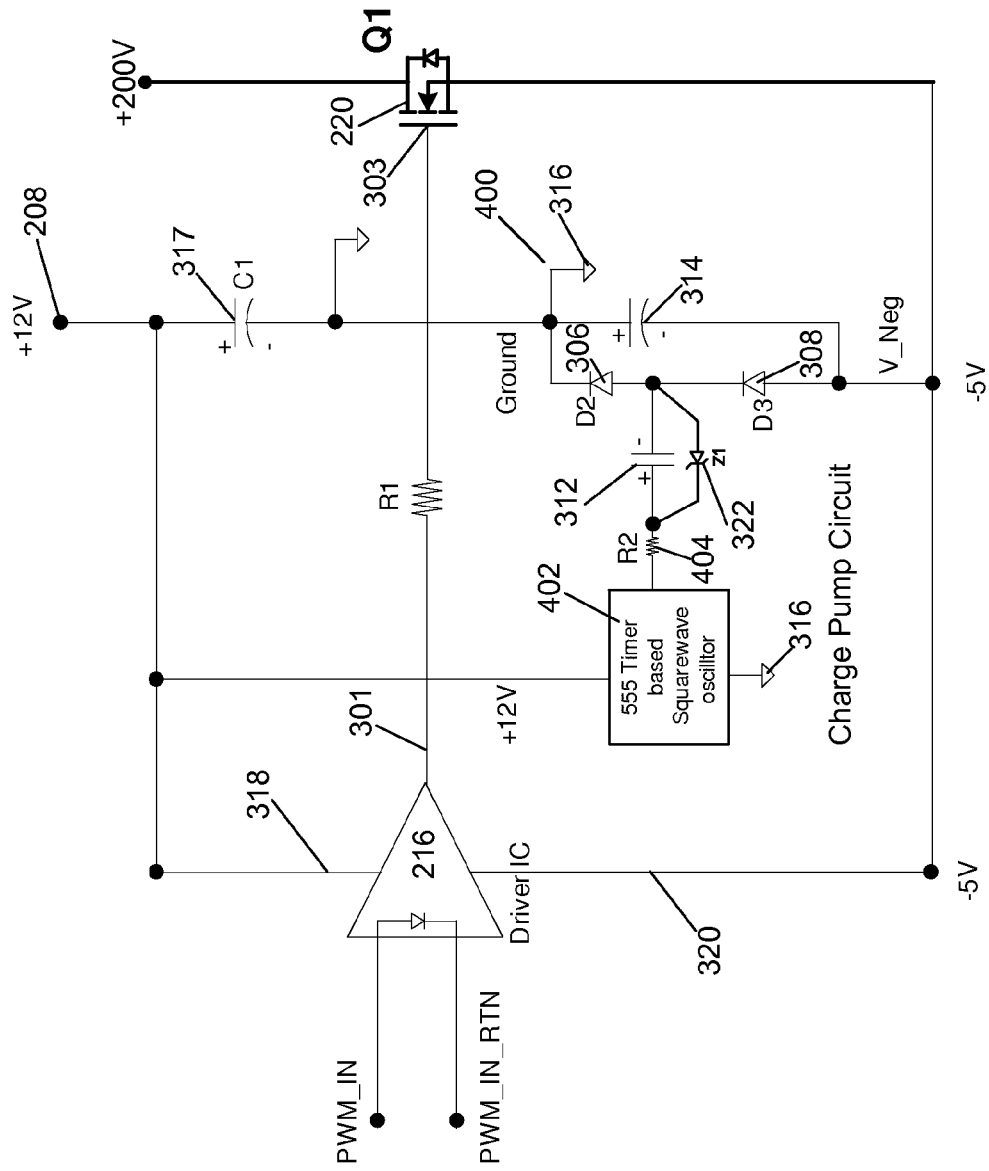 +12V
208
+200V
317
C1
+
-
220
Q1
303
318
301
R1
400
316
Ground
306
D2
+
-
314
PWM_IN
216
PWM_IN_RTN
Driver IC
+12V
402
R2
404
312
+
-
Z1
322
308
D3
V_Neg
555 Timer
based
Squarewave
oscilltor
316
320
Charge Pump Circuit
-5V
-5V